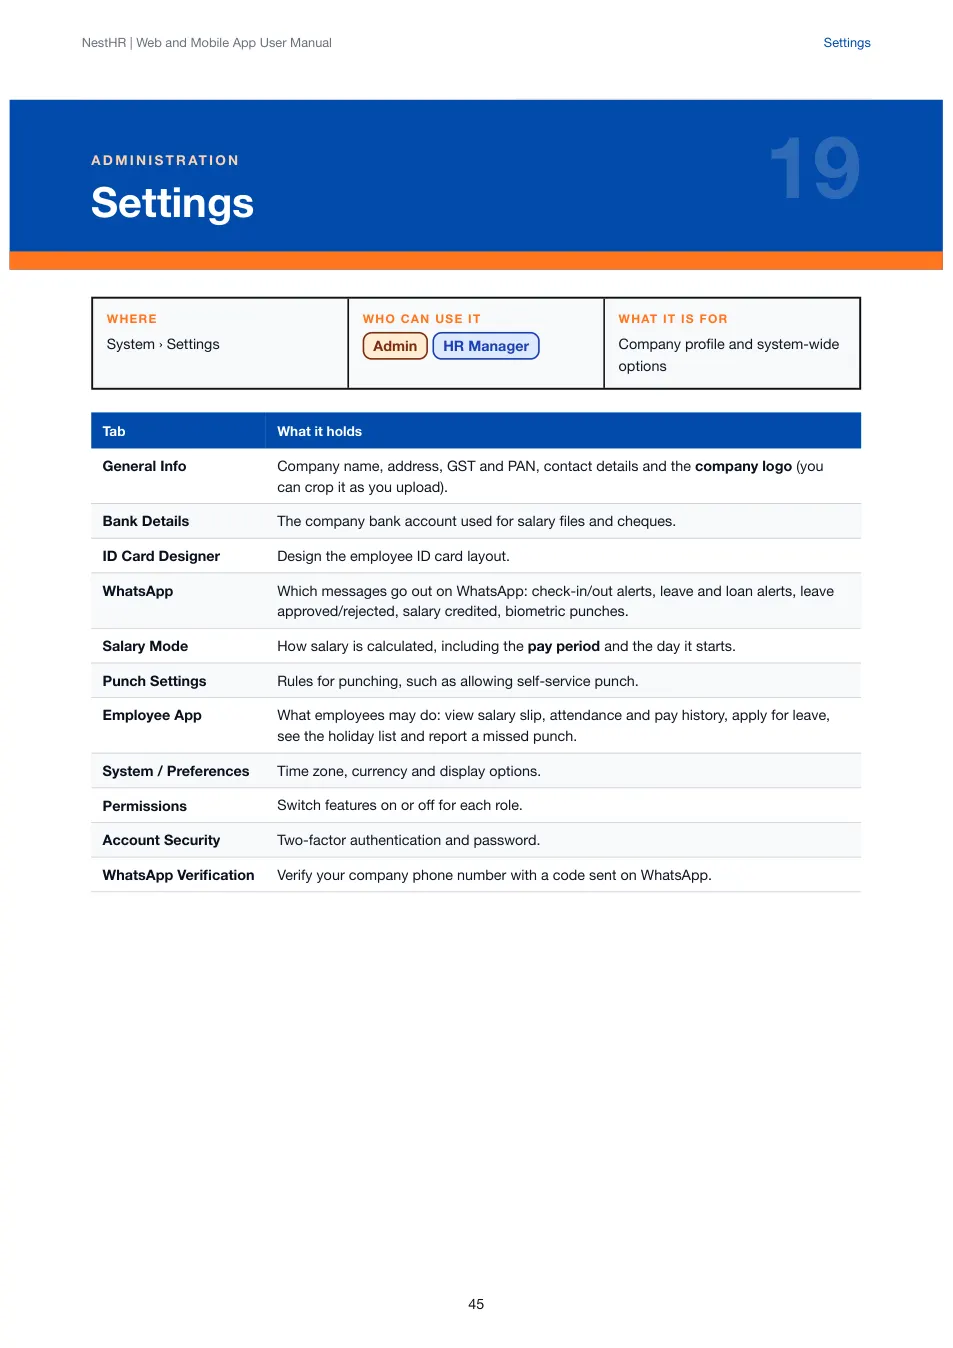 NestHR | Web and Mobile App User Manual
Settings
ADMINISTRATION
19
Settings
WHERE
System › Settings
WHO CAN USE IT
Admin
HR Manager
WHAT IT IS FOR
Company profile and system-wide
options
Tab
What it holds
General Info
Company name, address, GST and PAN, contact details and the company logo (you
can crop it as you upload).
Bank Details
The company bank account used for salary files and cheques.
ID Card Designer
Design the employee ID card layout.
WhatsApp
Which messages go out on WhatsApp: check-in/out alerts, leave and loan alerts, leave
approved/rejected, salary credited, biometric punches.
Salary Mode
How salary is calculated, including the pay period and the day it starts.
Punch Settings
Rules for punching, such as allowing self-service punch.
Employee App
What employees may do: view salary slip, attendance and pay history, apply for leave,
see the holiday list and report a missed punch.
System / Preferences
Time zone, currency and display options.
Permissions
Switch features on or off for each role.
Account Security
Two-factor authentication and password.
WhatsApp Verification
Verify your company phone number with a code sent on WhatsApp.
45